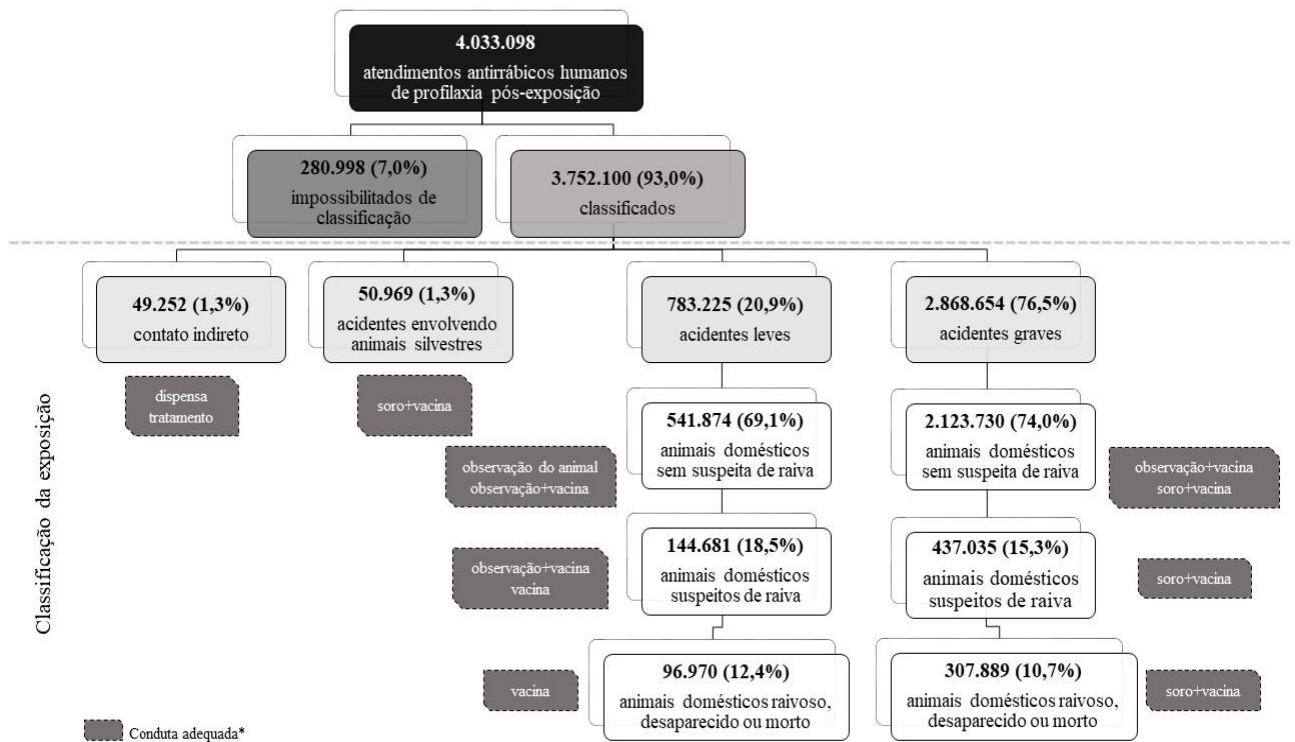 4.033.098
atendimentos antirrábicos humanos
de profilaxia pós-exposição
280.998 (7,0%)
impossibilitados de
classificação
3.752.100 (93,0%)
classificados
Classificação da exposição
49.252 (1,3%)
contato indireto
50.969 (1,3%)
acidentes envolvendo
animais silvestres
783.225 (20,9%)
acidentes leves
2.868.654 (76,5%)
acidentes graves
dispensa
tratamento
soro+vacina
observação do animal
observação+vacina
541.874 (69,1%)
animais domésticos
sem suspeita de raiva
2.123.730 (74,0%)
animais domésticos
sem suspeita de raiva
observação+vacina
soro+vacina
observação+vacina
vacina
144.681 (18,5%)
animais domésticos
suspeitos de raiva
437.035 (15,3%)
animais domésticos
suspeitos de raiva
soro+vacina
vacina
96.970 (12,4%)
animais domésticos raivoso,
desaparecido ou morto
307.889 (10,7%)
animais domésticos raivoso,
desaparecido ou morto
soro+vacina
Conduta adequada*